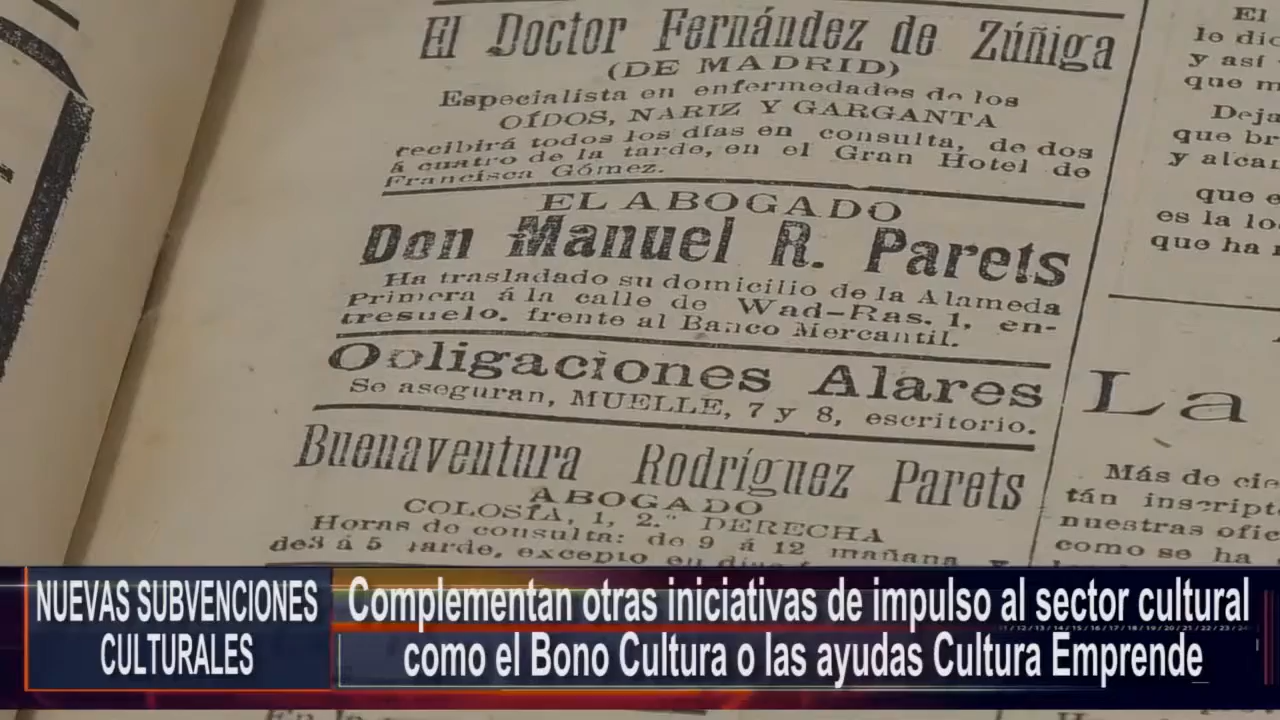 El Doctor Fernández de Zúñiga
(DE MADRID)
Especialista en enfermedades de los
OÍDOS, NARIZ Y GARGANTA
recibirá todos los días en consulta, de dos
á cuatro de la tarde, en el Gran Hotel de
Francisca Gómez.
EL ABOGADO
Don Manuel R. Parets
Ha trasladado su domicilio de la Alameda
Primera á la calle de Wad-Ras. 1, en-
tresuelo. frente al Banco Mercantil.
Obligaciones Alares
Se aseguran, MUELLE, 7 y 8, escritorio.
Buenaventura Rodríguez Parets
ABOGADO
COLOSÍA, 1, 2.° DERECHA
Horas de consulta: de 9 á 12 mañana y
de 3 á 5 tarde, excepto en
El
le dic
y así
que m
Deja
que br
y alcar
que e
es la lo
que ha
La
Más de cie
tán inscript
nuestras ofic
como se ha
NUEVAS SUBVENCIONES
CULTURALES
Complementan otras iniciativas de impulso al sector cultural
como el Bono Cultura o las ayudas Cultura Emprende